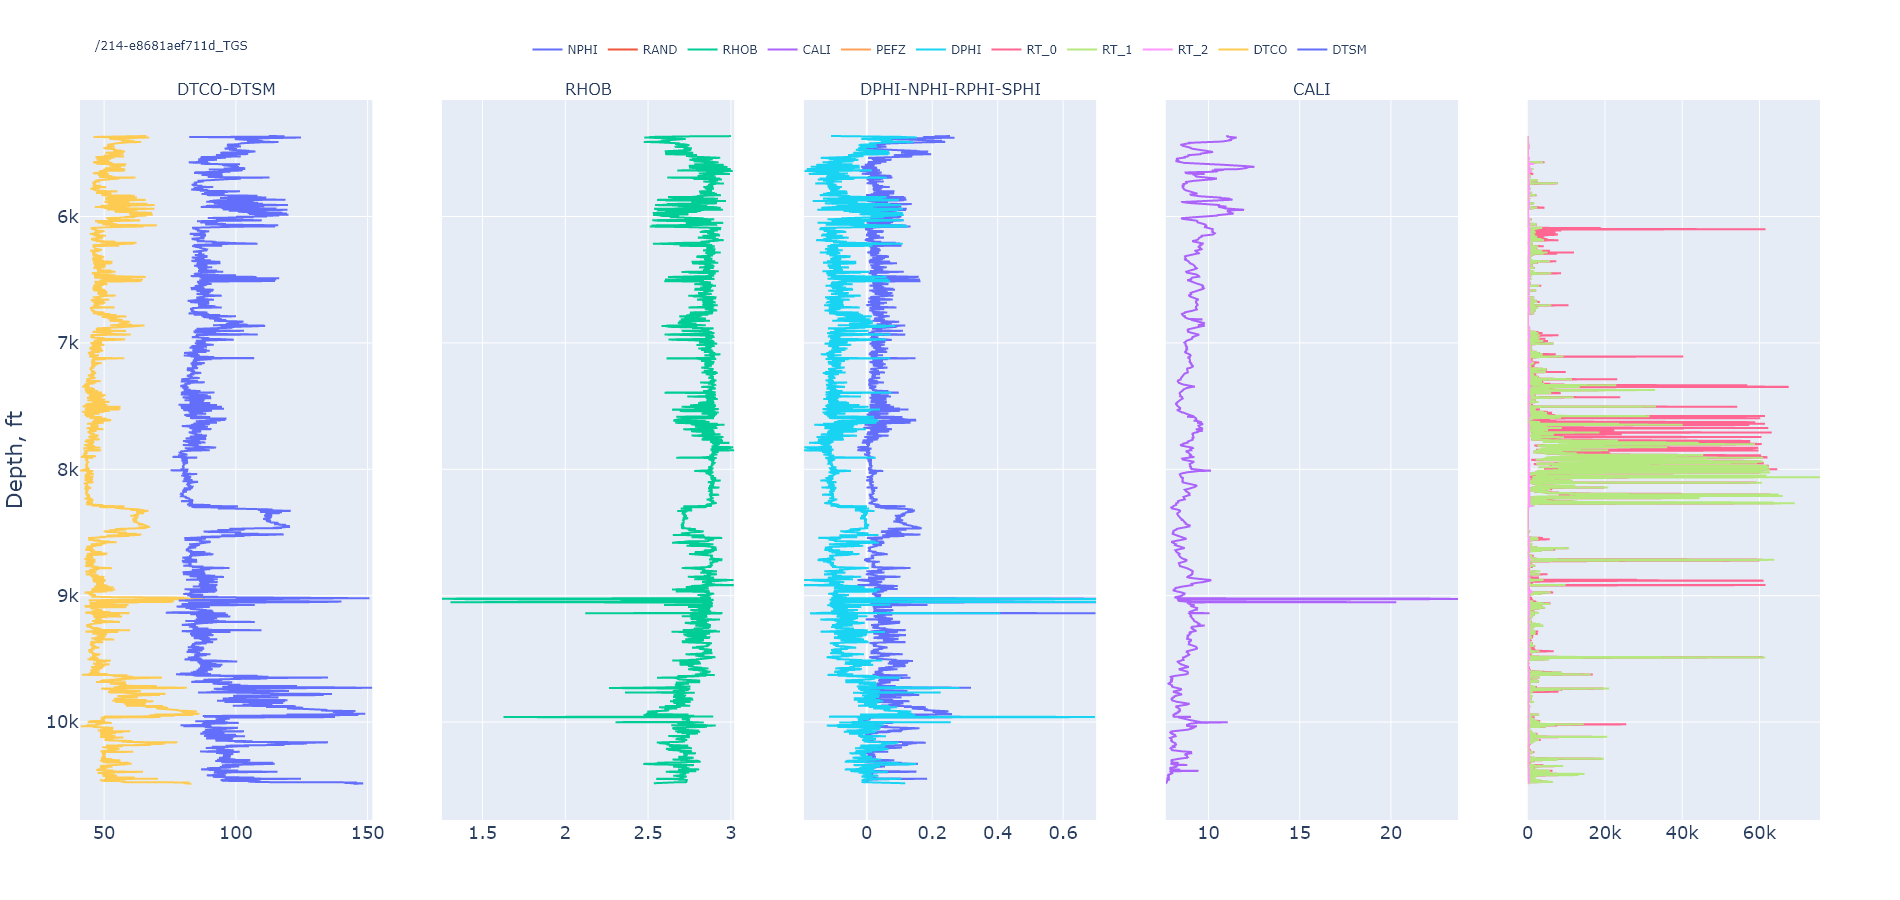 /214-e8681aef711d_TGS
NPHI RAND RHOB CALI PEFZ DPHI RT_0 RT_1 RT_2 DTCO DTSM
DTCO-DTSM RHOB DPHI-NPHI-RPHI-SPHI CALI
Depth, ft
6k
7k
8k
9k
10k
50 100 150 1.5 2 2.5 3 0 0.2 0.4 0.6 10 15 20 0 20k 40k 60k